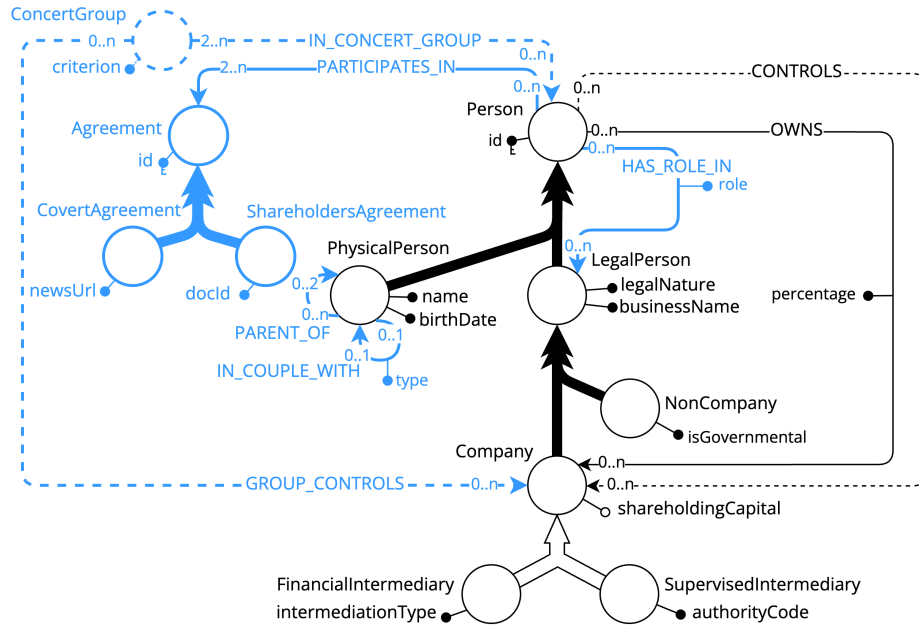 ConcertGroup
0..n
2..n
IN_CONCERT_GROUP
0..n
criterion
2..n
PARTICIPATES_IN
0..n
0..n
CONTROLS
Person
Agreement
id
0..n
OWNS
id
0..n
HAS_ROLE_IN
role
CovertAgreement
ShareholdersAgreement
PhysicalPerson
0..n
LegalPerson
newsUrl
docId
0..2
name
legalNature
percentage
0..n
birthDate
businessName
PARENT_OF
0..1
0..1
IN_COUPLE_WITH
type
NonCompany
isGovernmental
Company
0..n
GROUP_CONTROLS
0..n
0..n
shareholdingCapital
FinancialIntermediary
SupervisedIntermediary
intermediationType
authorityCode